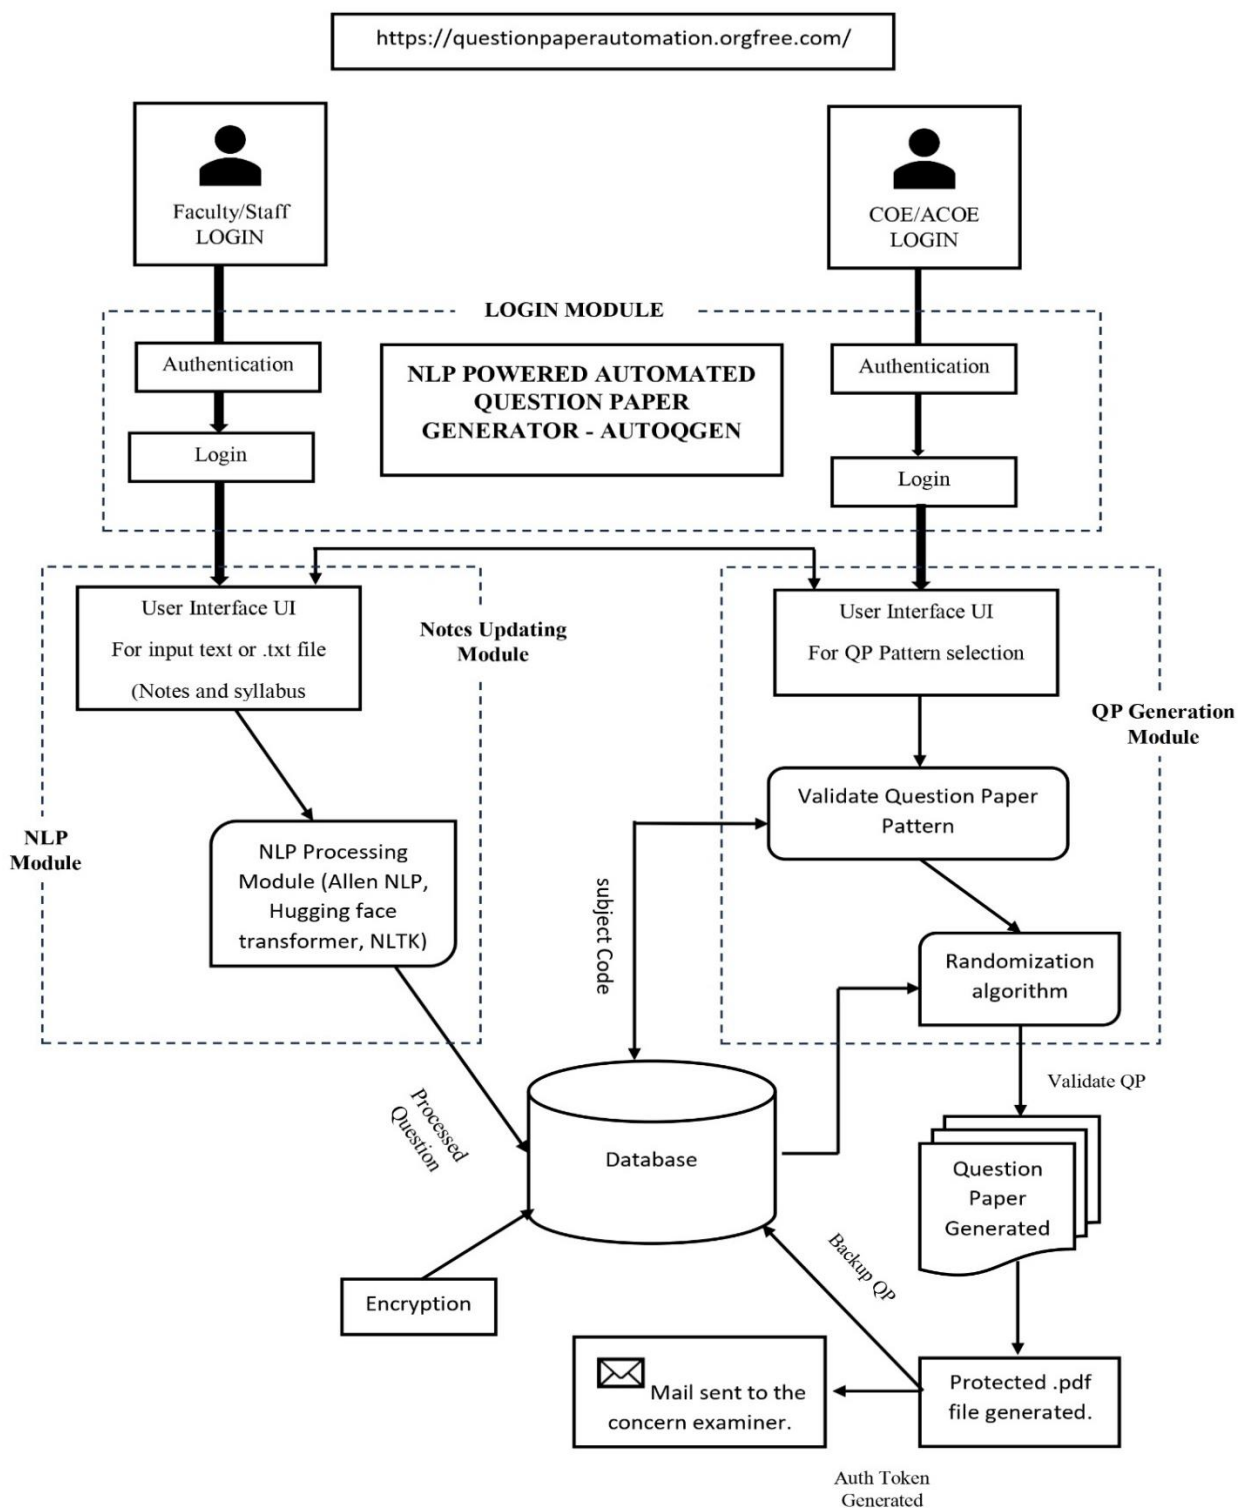 https://questionpaperautomation.orgfree.com/
Faculty/Staff
LOGIN
COE/ACOE
LOGIN
LOGIN MODULE
Authentication
Login
NLP POWERED AUTOMATED
QUESTION PAPER
GENERATOR - AUTOQGEN
Authentication
Login
User Interface UI
For input text or .txt file
(Notes and syllabus
Notes Updating
Module
User Interface UI
For QP Pattern selection
QP Generation
Module
NLP
Module
NLP Processing
Module (Allen NLP,
Hugging face
transformer, NLTK)
Validate Question Paper
Pattern
subject Code
Randomization
algorithm
Validate QP
Processed
Question
Database
Question
Paper
Generated
Encryption
Backup QP
Mail sent to the
concern examiner.
Protected .pdf
file generated.
Auth Token
Generated